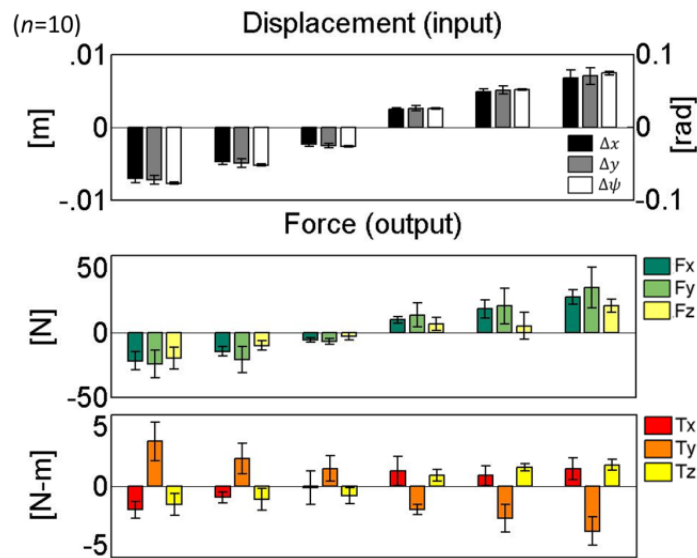 (n=10)
Displacement (input)
.01
0.1
[m]
0
0
[rad]
Δx
Δy
Δψ
-.01
-0.1
Force (output)
50
[N]
0
-50
Fx
Fy
Fz
5
[N-m]
0
-5
Tx
Ty
Tz